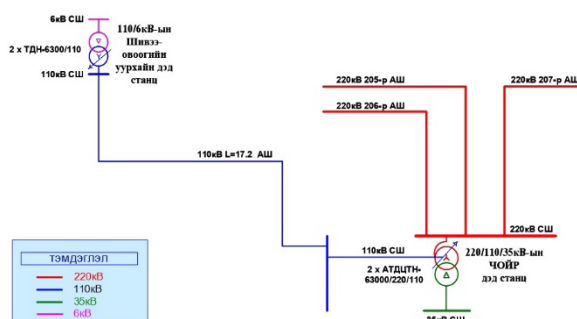 6кВ СШ
110/6кВ-ын
Шивээ-
овоогийн
уурхайн дэд
станц
2 x ТДН-6300/110
110кВ СШ
220кВ 205-р АШ
220кВ 207-р АШ
220кВ 206-р АШ
110кВ L=17.2 АШ
220кВ СШ
110кВ СШ
220/110/35кВ-ын
ЧОЙР
дэд станц
2 x АТДЦТН-
63000/220/110
35кВ СШ
ТЭМДЭГЛЭЛ
220кВ
110кВ
35кВ
6кВ